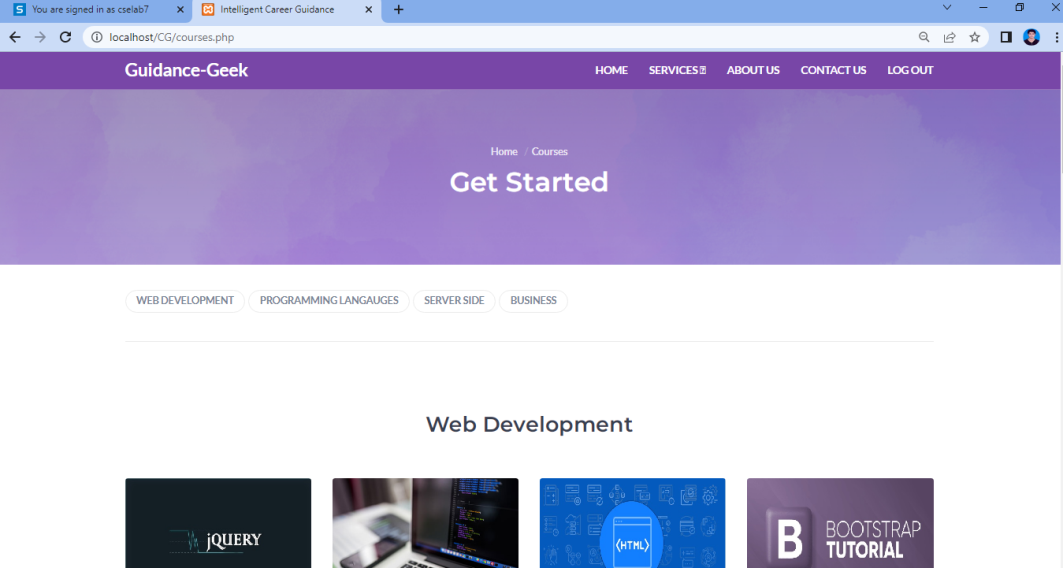 You are signed in as cselab7
Intelligent Career Guidance
localhost/CG/courses.php
Guidance-Geek
HOME SERVICES ABOUT US CONTACT US LOG OUT
Home / Courses
Get Started
WEB DEVELOPMENT PROGRAMMING LANGAUGES SERVER SIDE BUSINESS
Web Development
jQUERY
<HTML>
B BOOTSTRAP
TUTORIAL